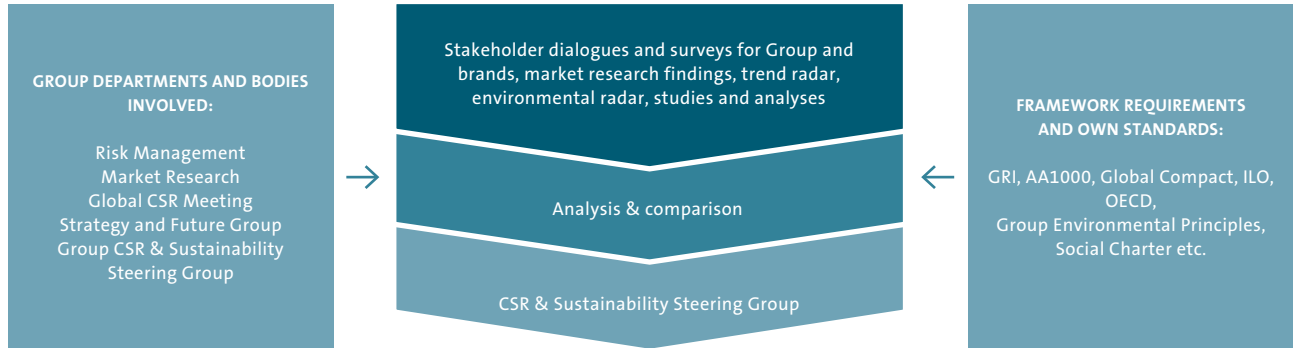 GROUP DEPARTMENTS AND BODIES
INVOLVED:
Risk Management
Market Research
Global CSR Meeting
Strategy and Future Group
Group CSR & Sustainability
Steering Group
Stakeholder dialogues and surveys for Group and
brands, market research findings, trend radar,
environmental radar, studies and analyses
Analysis & comparison
CSR & Sustainability Steering Group
FRAMEWORK REQUIREMENTS
AND OWN STANDARDS:
GRI, AA1000, Global Compact, ILO,
OECD,
Group Environmental Principles,
Social Charter etc.